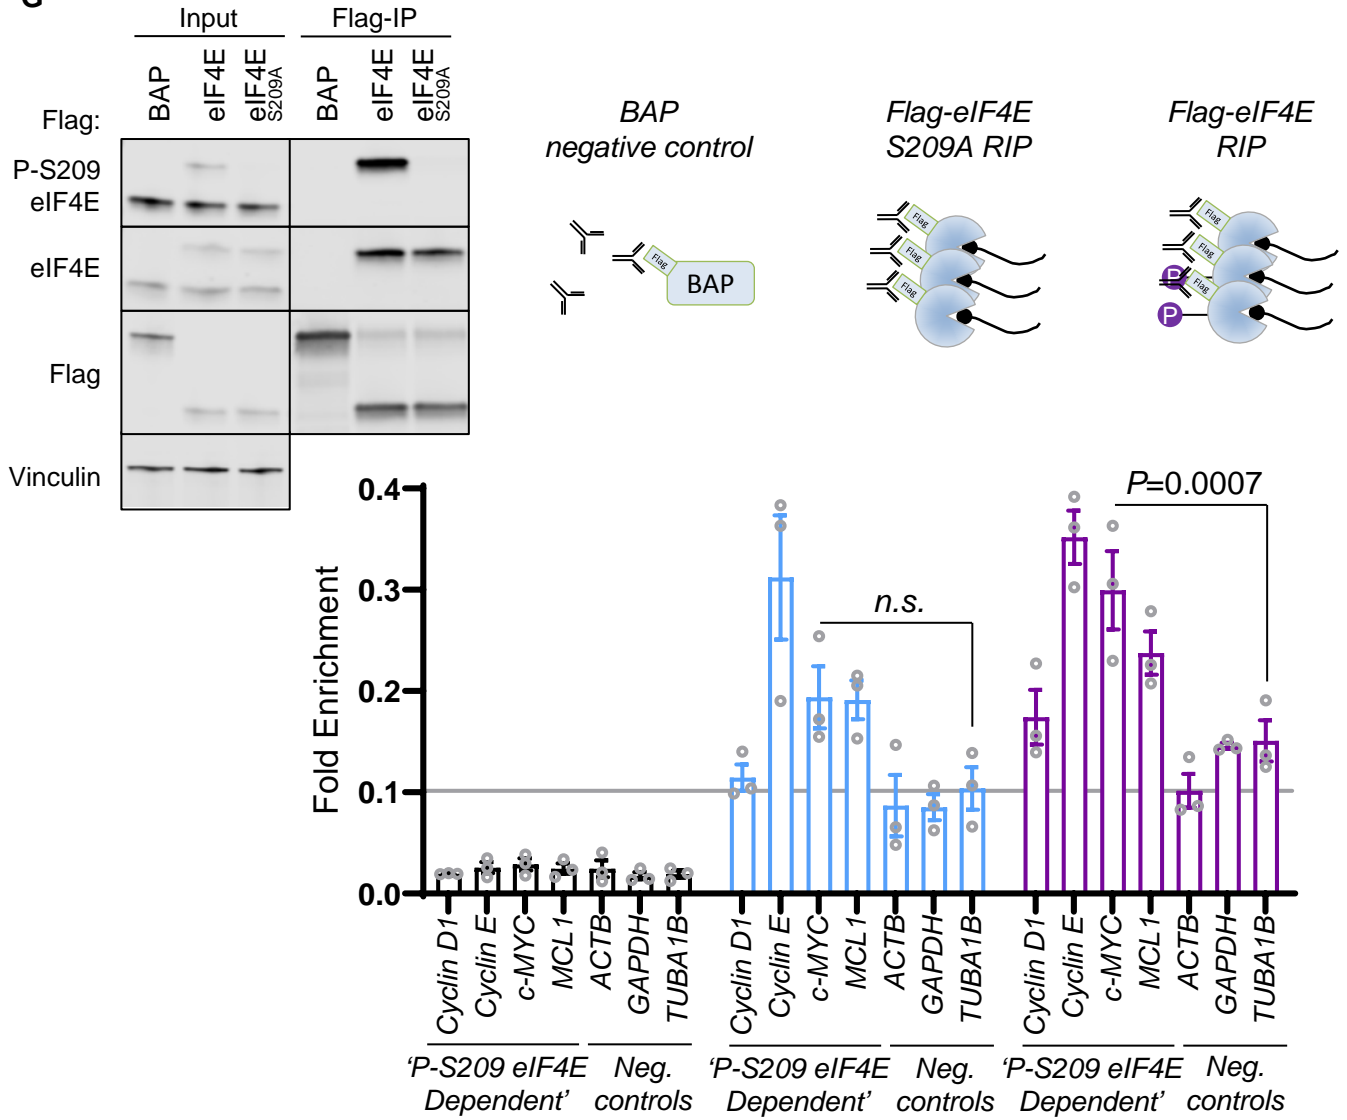 Input
Flag-IP
Flag:
BAP
eIF4E
eIF4E S209A
BAP
eIF4E
eIF4E S209A
P-S209
eIF4E
eIF4E
Flag
Vinculin
BAP
negative control
Flag-eIF4E
S209A RIP
Flag-eIF4E
RIP
Flag
BAP
Flag
Flag
Flag
Flag
Flag
Flag
P
P
Fold Enrichment
0.4
0.3
0.2
0.1
0.0
n.s.
P=0.0007
Cyclin D1
Cyclin E
c-MYC
MCL1
ACTB
GAPDH
TUBA1B
Cyclin D1
Cyclin E
c-MYC
MCL1
ACTB
GAPDH
TUBA1B
Cyclin D1
Cyclin E
c-MYC
MCL1
ACTB
GAPDH
TUBA1B
‘P-S209 eIF4E
Dependent’
Neg.
controls
‘P-S209 eIF4E
Dependent’
Neg.
controls
‘P-S209 eIF4E
Dependent’
Neg.
controls